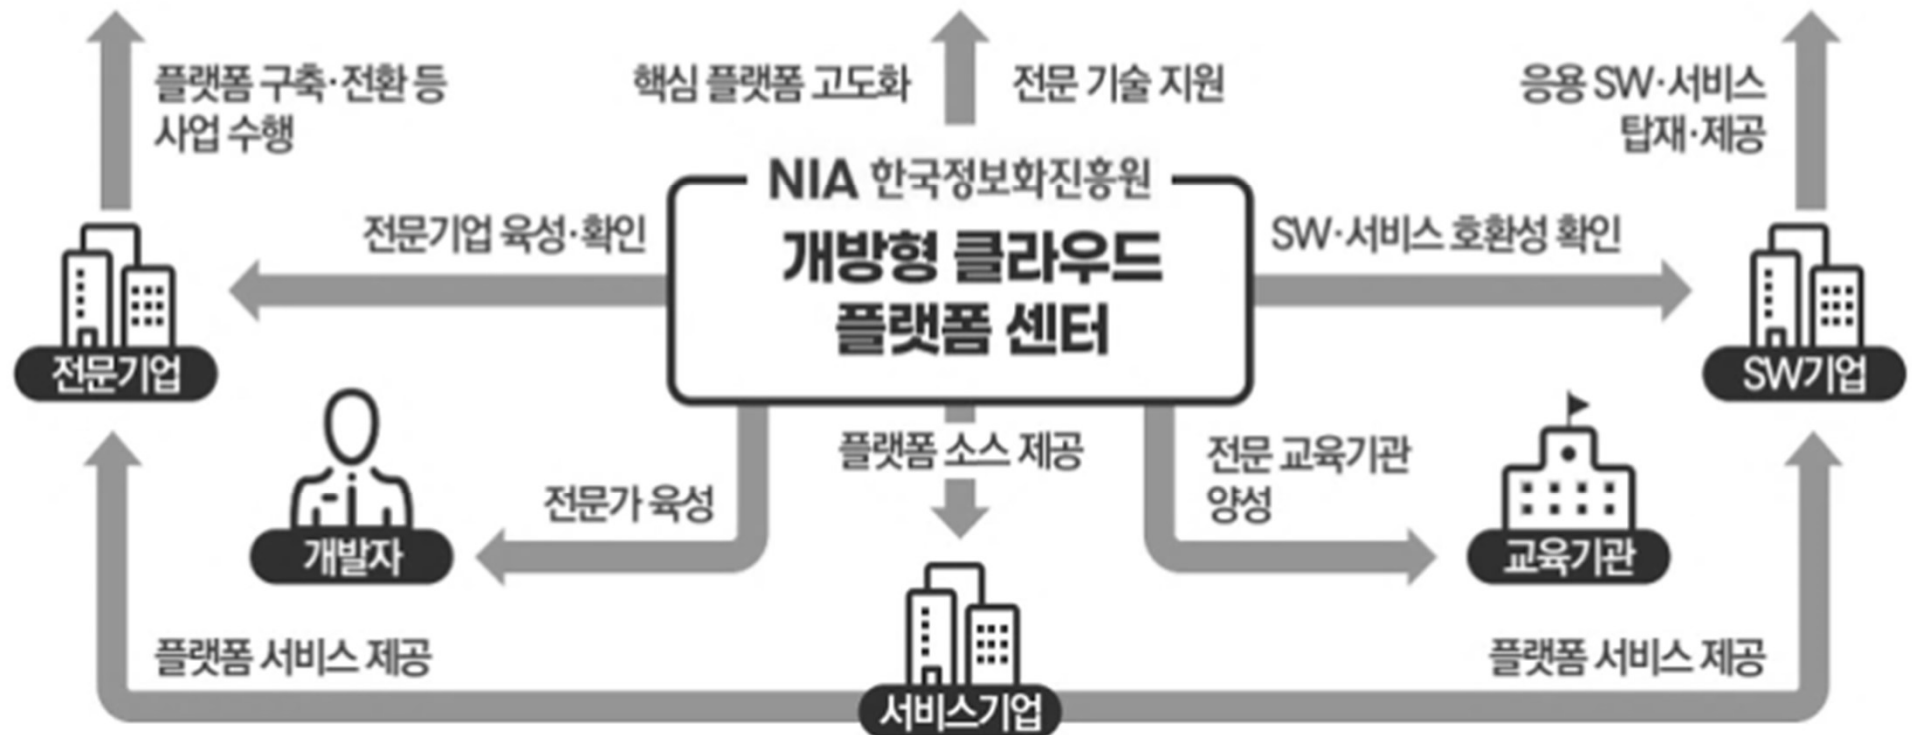 플랫폼 구축·전환 등
사업 수행
핵심 플랫폼 고도화
전문 기술 지원
응용 SW·서비스
탑재·제공
NIA 한국정보화진흥원
개방형 클라우드
플랫폼 센터
전문기업 육성·확인
SW·서비스 호환성 확인
전문기업
SW기업
플랫폼 소스 제공
전문가 육성
전문 교육기관
양성
개발자
교육기관
플랫폼 서비스 제공
플랫폼 서비스 제공
서비스기업